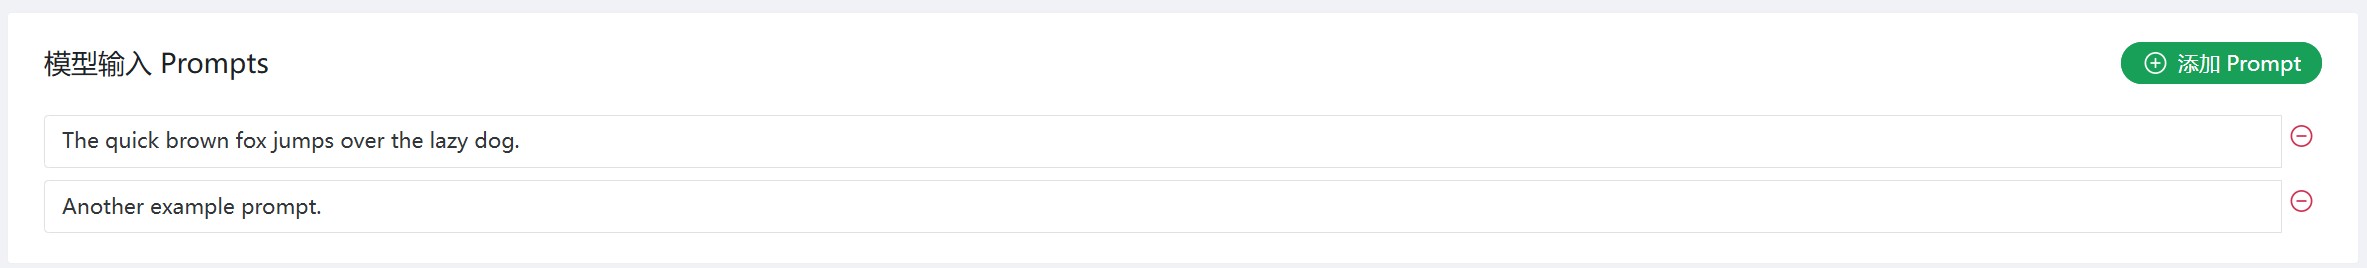 模型输入 Prompts
添加 Prompt
The quick brown fox jumps over the lazy dog.
Another example prompt.